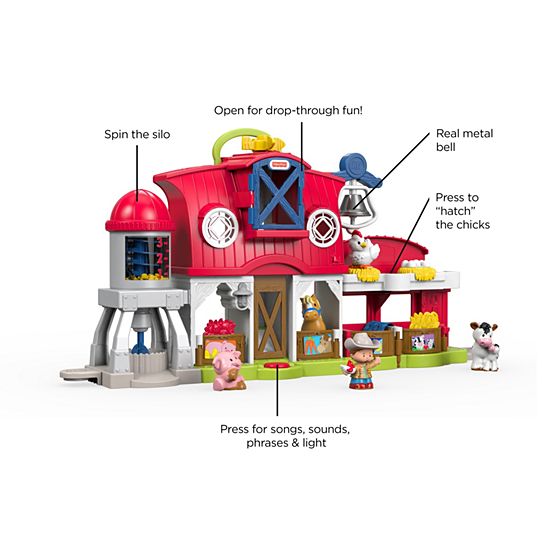 Open for drop-through fun!
Spin the silo
Real metal
bell
Press to
“hatch”
the chicks
Press for songs, sounds,
phrases & light